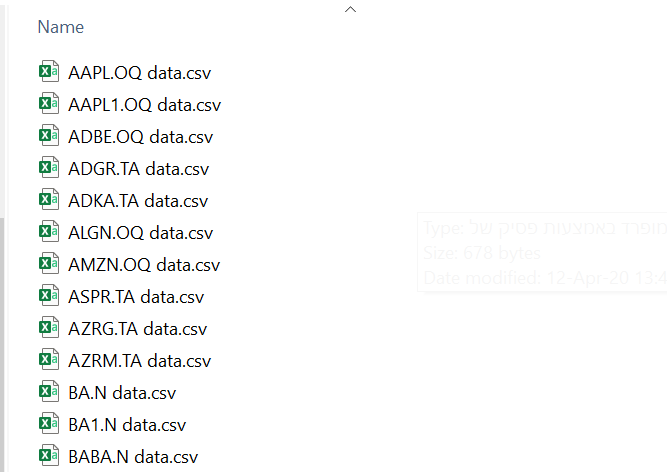 Name
AAPL.OQ data.csv
AAPL1.OQ data.csv
ADBE.OQ data.csv
ADGR.TA data.csv
ADKA.TA data.csv
ALGN.OQ data.csv
AMZN.OQ data.csv
ASPR.TA data.csv
AZRG.TA data.csv
AZRM.TA data.csv
BA.N data.csv
BA1.N data.csv
BABA.N data.csv
Type: מופרד באמצעות פסיק של
Size: 678 bytes
Date modified: 12-Apr-20 13:4